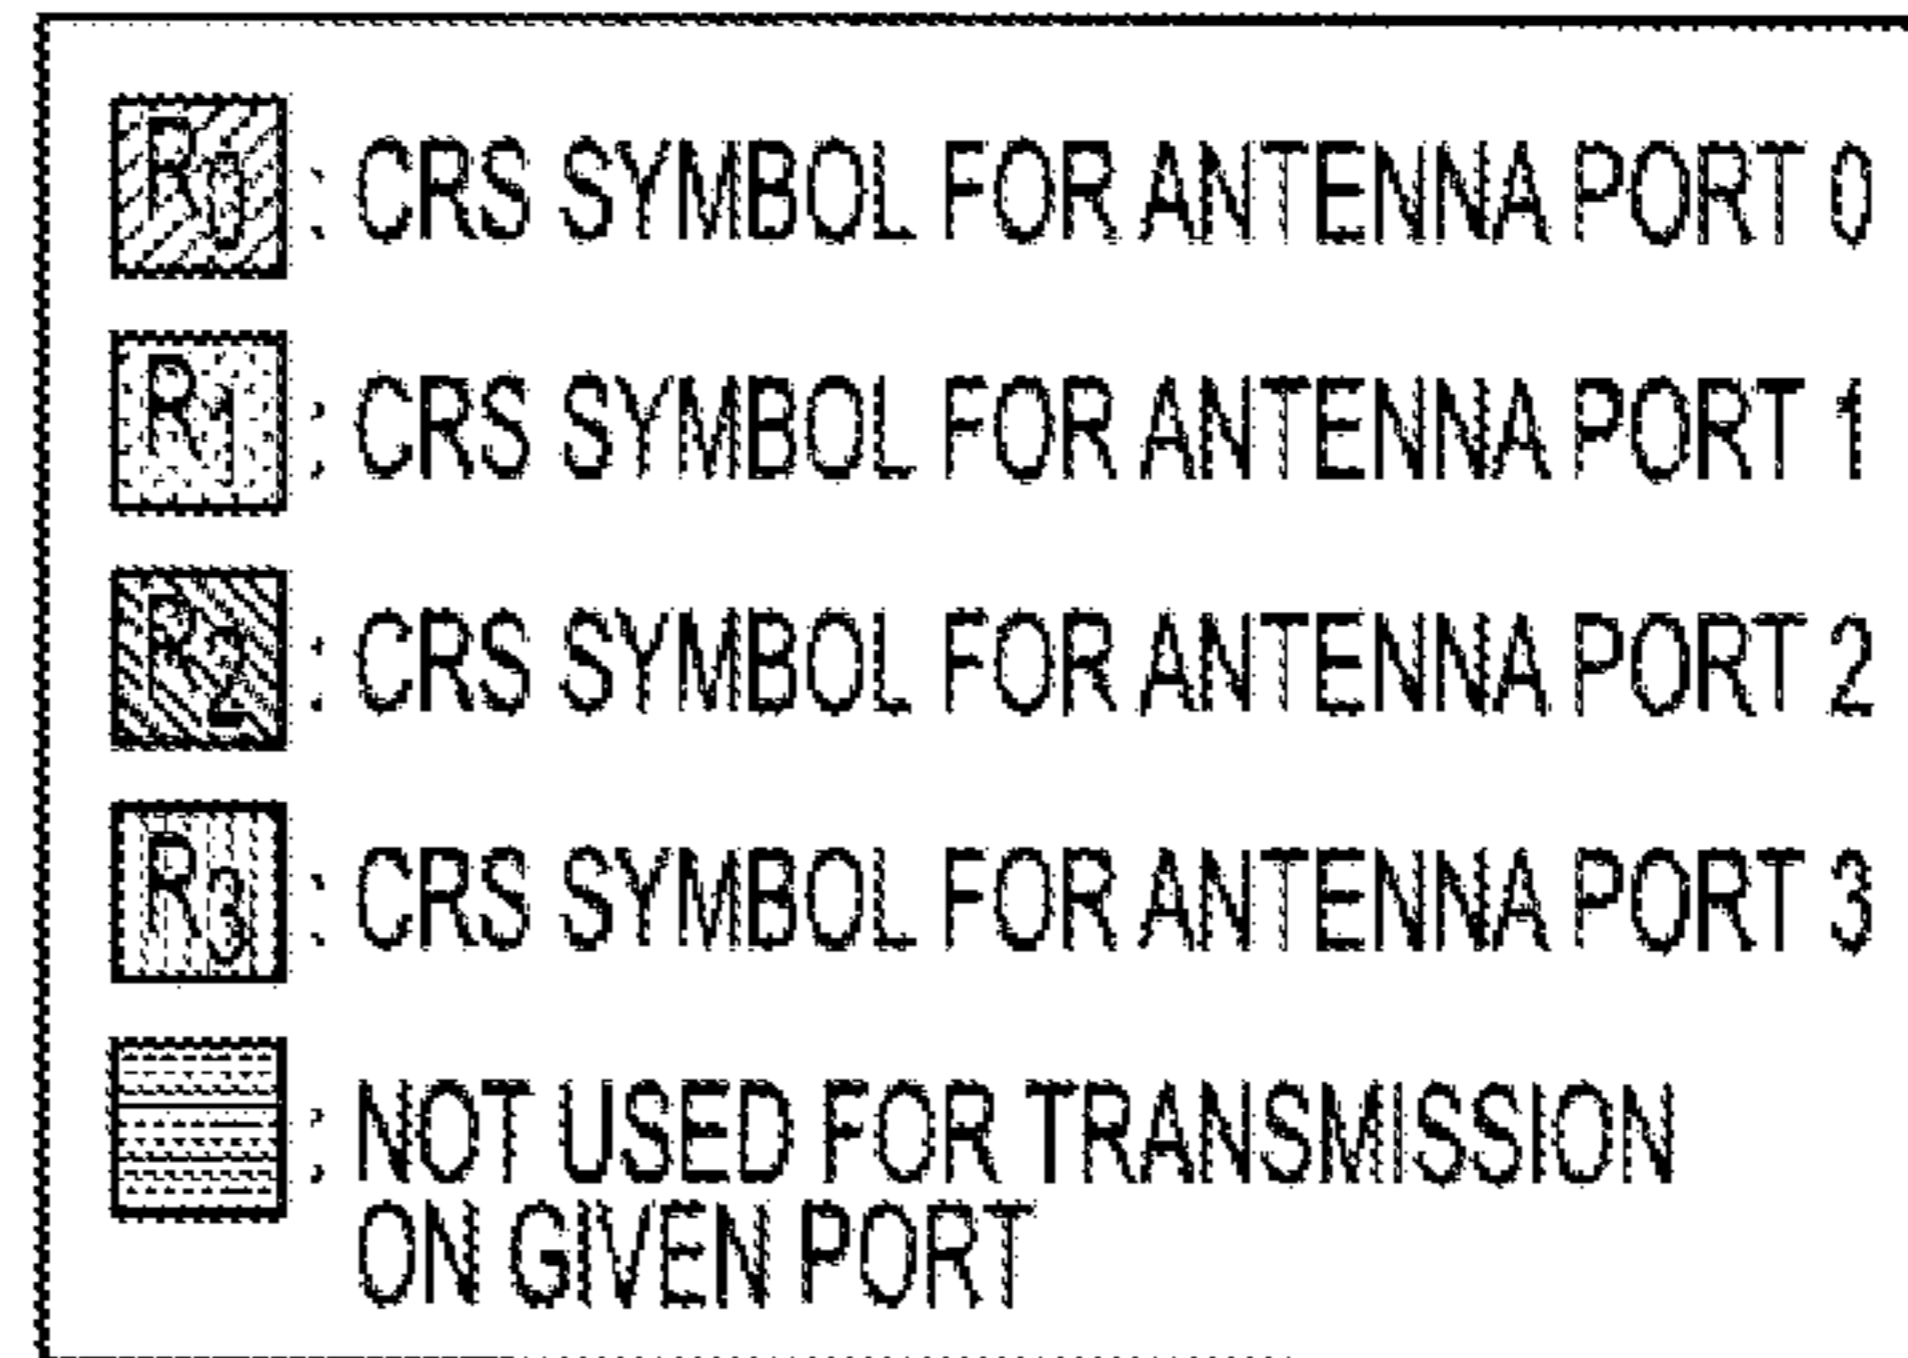 R0 : CRS SYMBOL FOR ANTENNA PORT 0
R1 : CRS SYMBOL FOR ANTENNA PORT 1
R2 : CRS SYMBOL FOR ANTENNA PORT 2
R3 : CRS SYMBOL FOR ANTENNA PORT 3
: NOT USED FOR TRANSMISSION
ON GIVEN PORT